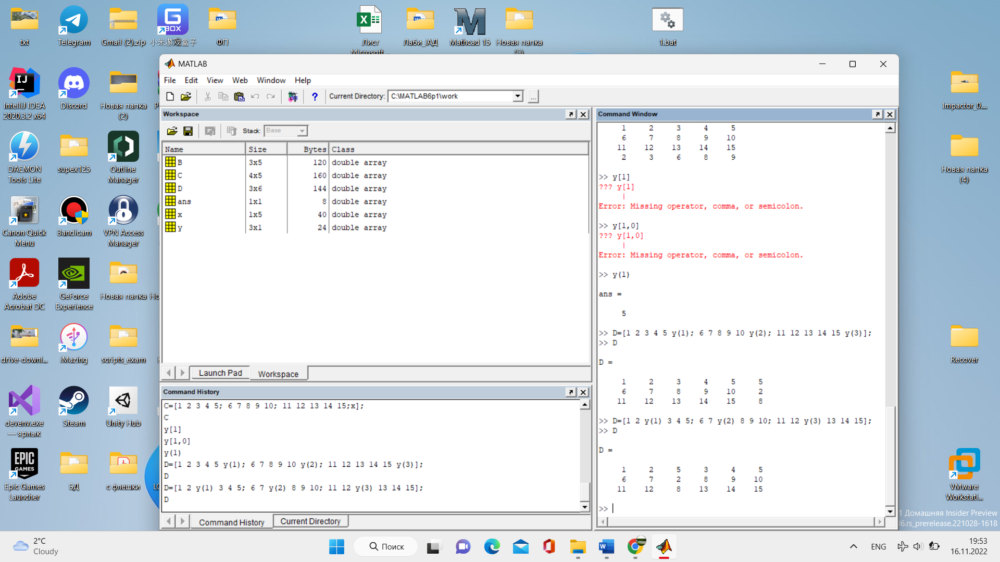 txt
Telegram
Gmail (2).zip
小米游戏盒子
ФП
Лист
Microsoft...
Лаби_ІАД
Mathcad 15
Новая папка
(5)
1.bat
IntelliJ IDEA
2020.3.2 x64
Discord
Новая папка
(2)
DAEMON
Tools Lite
supex125
Outline
Manager
Canon Quick
Menu
Bandicam
VPN Access
Manager
Adobe
Acrobat DC
GeForce
Experience
Новая папка
drive-downl...
iMazing
scripts_exam
devenv.exe
— ярлык
Steam
Unity Hub
Epic Games
Launcher
БД
с флешки
Impactor_0....
Новая папка
(4)
Recover
VMware
Workstati...
MATLAB
File Edit View Web Window Help
Current Directory: C:\MATLAB6p1\work
...
Workspace
Stack: Base
Name Size Bytes Class
B 3x5 120 double array
C 4x5 160 double array
D 3x6 144 double array
ans 1x1 8 double array
x 1x5 40 double array
y 3x1 24 double array
Launch Pad Workspace
Command History
C=[1 2 3 4 5; 6 7 8 9 10; 11 12 13 14 15;x];
C
y[1]
y[1,0]
y(1)
D=[1 2 3 4 5 y(1); 6 7 8 9 10 y(2); 11 12 13 14 15 y(3)];
D
D=[1 2 y(1) 3 4 5; 6 7 y(2) 8 9 10; 11 12 y(3) 13 14 15];
D
Command History Current Directory
Command Window
1 2 3 4 5
6 7 8 9 10
11 12 13 14 15
2 3 6 8 9
>> y[1]
??? y[1]
|
Error: Missing operator, comma, or semicolon.
>> y[1,0]
??? y[1,0]
|
Error: Missing operator, comma, or semicolon.
>> y(1)
ans =
5
>> D=[1 2 3 4 5 y(1); 6 7 8 9 10 y(2); 11 12 13 14 15 y(3)];
>> D
D =
1 2 3 4 5 5
6 7 8 9 10 2
11 12 13 14 15 8
>> D=[1 2 y(1) 3 4 5; 6 7 y(2) 8 9 10; 11 12 y(3) 13 14 15];
>> D
D =
1 2 5 3 4 5
6 7 2 8 9 10
11 12 8 13 14 15
>>
1 Домашняя Insider Preview
6.rs_prerelease.221028-1618
2°C
Cloudy
Поиск
ENG
19:53
16.11.2022